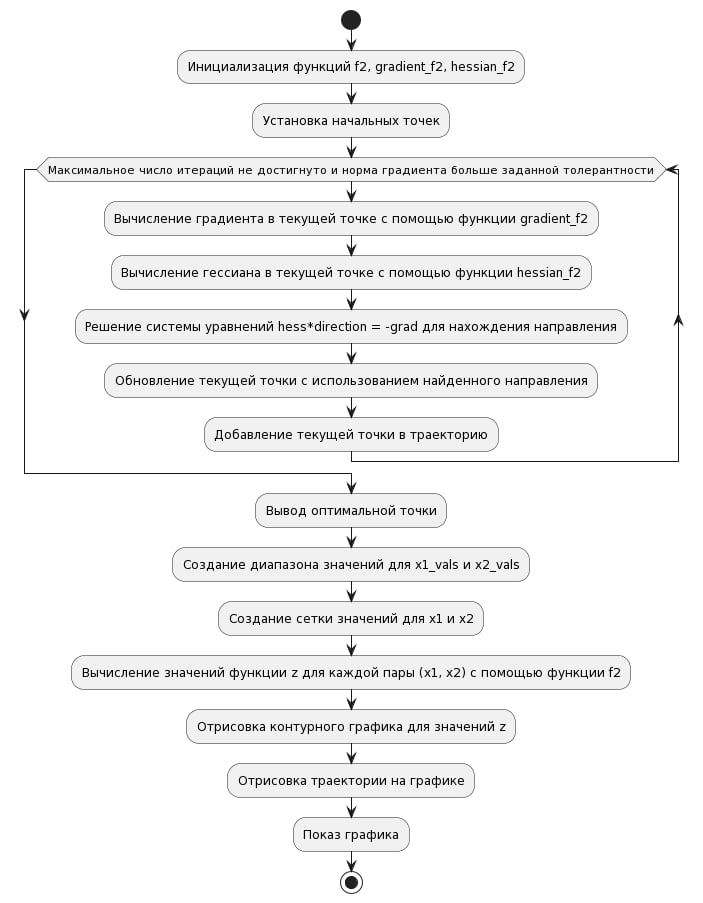 Инициализация функций f2, gradient_f2, hessian_f2
Установка начальных точек
Максимальное число итераций не достигнуто и норма градиента больше заданной толерантности
Вычисление градиента в текущей точке с помощью функции gradient_f2
Вычисление гессиана в текущей точке с помощью функции hessian_f2
Решение системы уравнений hess*direction = -grad для нахождения направления
Обновление текущей точки с использованием найденного направления
Добавление текущей точки в траекторию
Вывод оптимальной точки
Создание диапазона значений для x1_vals и x2_vals
Создание сетки значений для x1 и x2
Вычисление значений функции z для каждой пары (x1, x2) с помощью функции f2
Отрисовка контурного графика для значений z
Отрисовка траектории на графике
Показ графика